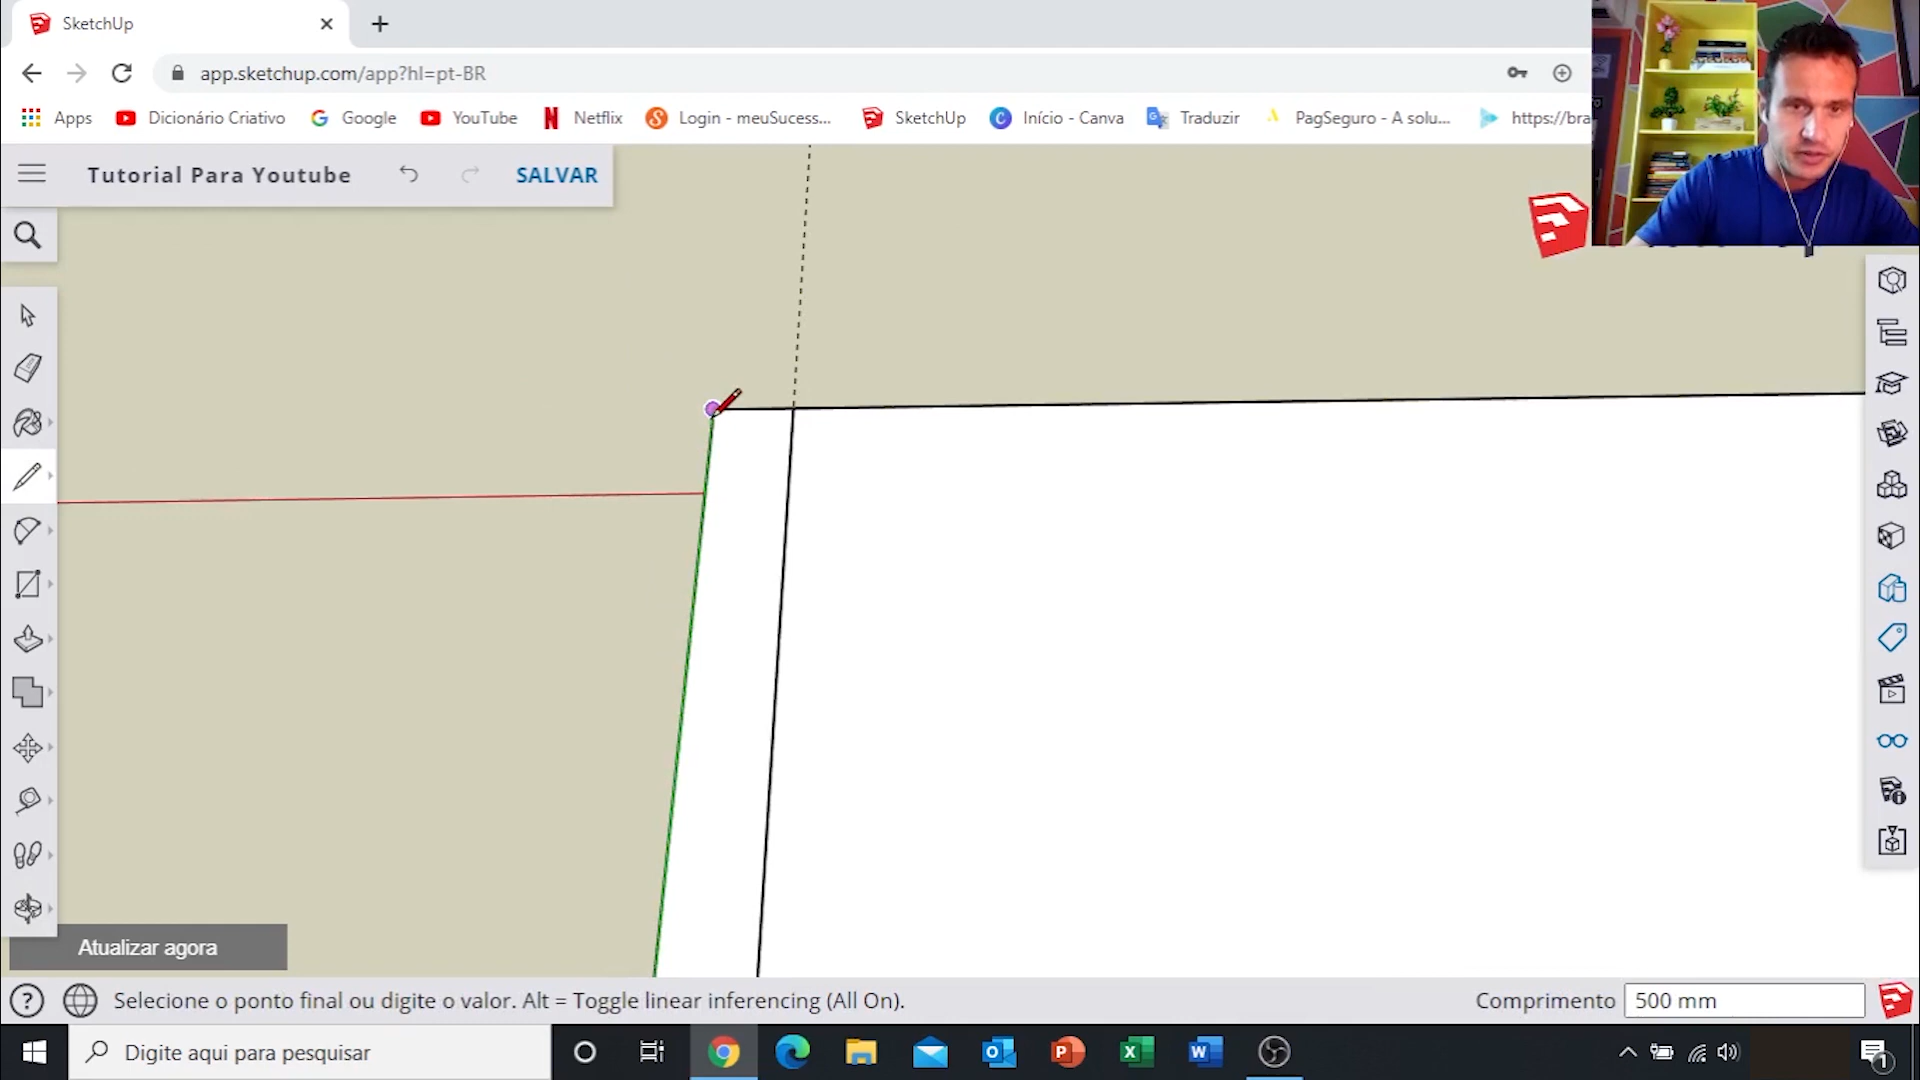 SketchUp
app.sketchup.com/app?hl=pt-BR
Apps Dicionário Criativo Google YouTube Netflix Login - meuSucess... SketchUp Início - Canva Traduzir PagSeguro - A solu... https://bra
Tutorial Para Youtube SALVAR
Atualizar agora
Selecione o ponto final ou digite o valor. Alt = Toggle linear inferencing (All On). Comprimento 500 mm
Digite aqui para pesquisar
1